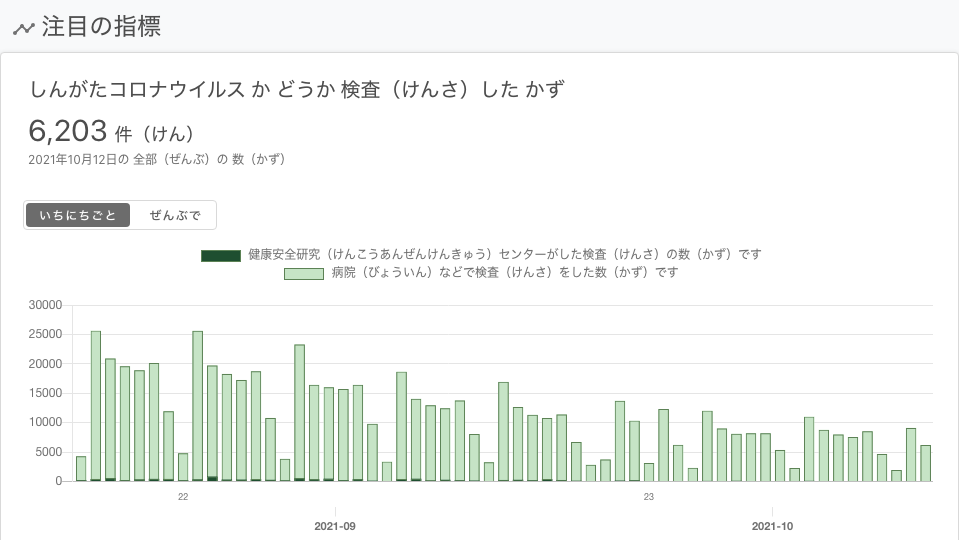 注目の指標
しんがたコロナウイルス か どうか 検査（けんさ）した かず
6,203 件（けん）
2021年10月12日の 全部（ぜんぶ）の 数（かず）
いちにちごと ぜんぶで
健康安全研究（けんこうあんぜんけんきゅう）センターがした検査（けんさ）の数（かず）です
病院（びょういん）などで検査（けんさ）をした数（かず）です
30000
25000
20000
15000
10000
5000
0
22 23
2021-09 2021-10